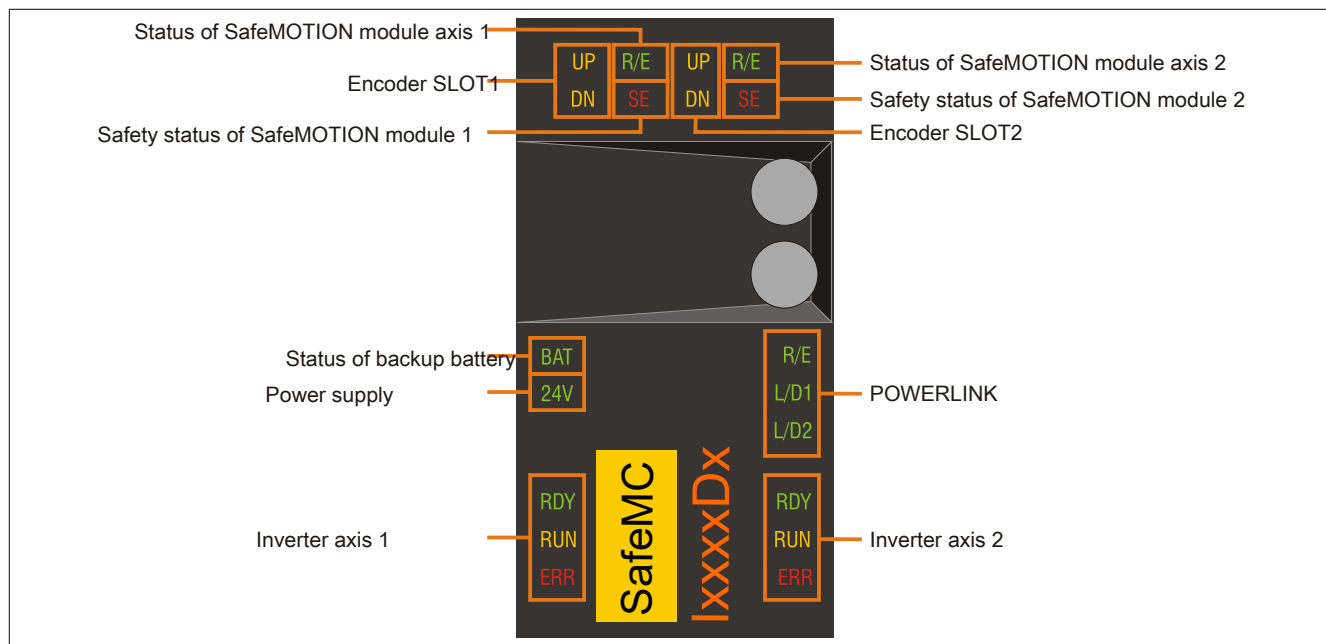 Status of SafeMOTION module axis 1
UP R/E UP R/E
Status of SafeMOTION module axis 2
Encoder SLOT1
DN SE DN SE
Safety status of SafeMOTION module 2
Safety status of SafeMOTION module 1
Encoder SLOT2
Status of backup battery
BAT
R/E
Power supply
24V
L/D1
POWERLINK
L/D2
SafeMC
IxxxxDx
RDY
RDY
Inverter axis 1
RUN
RUN
Inverter axis 2
ERR
ERR